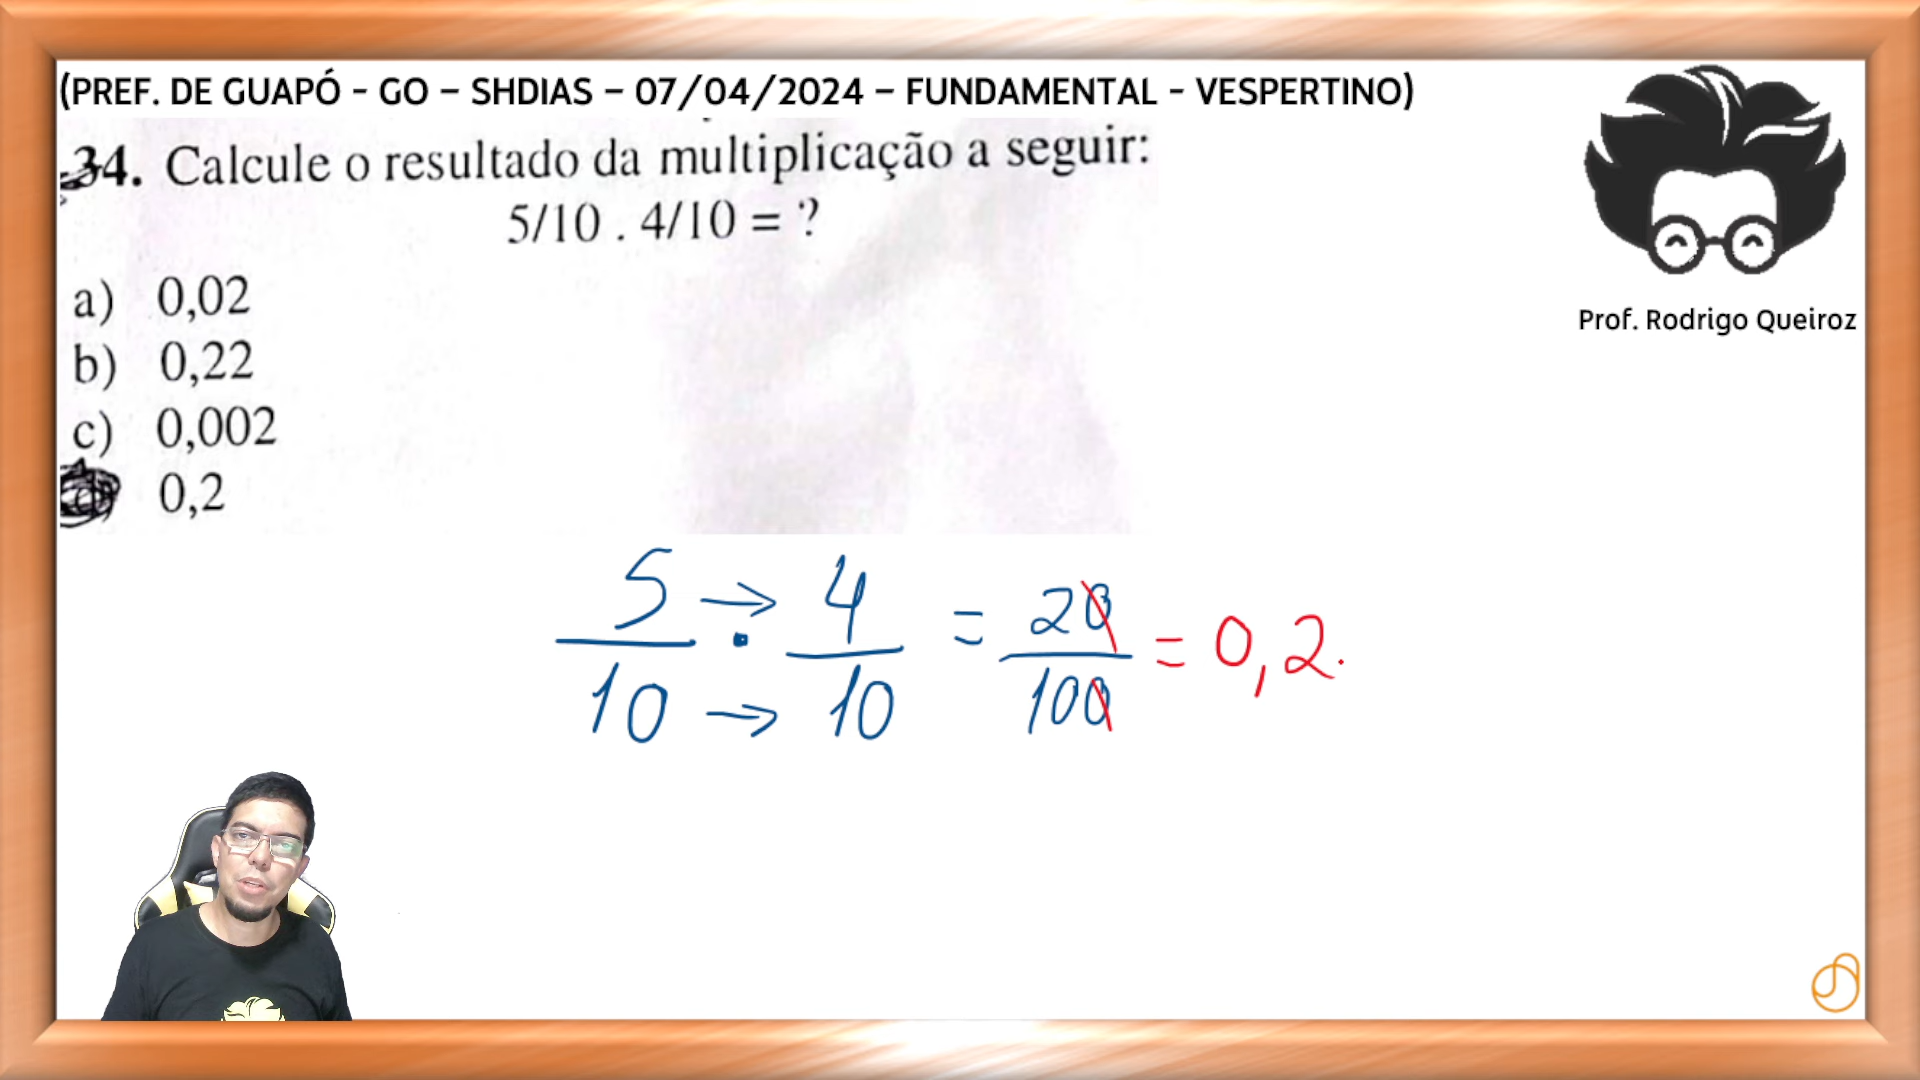 (PREF. DE GUAPÓ - GO – SHDIAS – 07/04/2024 – FUNDAMENTAL - VESPERTINO)
34. Calcule o resultado da multiplicação a seguir:
5/10 . 4/10 = ?
a) 0,02
b) 0,22
c) 0,002
d) 0,2
Prof. Rodrigo Queiroz
5/10 · 4/10 = 20/100 = 0,2.